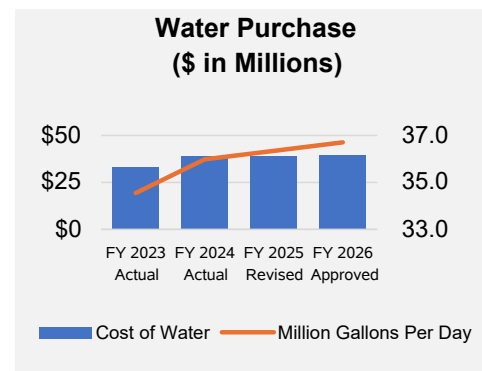 Water Purchase
($ in Millions)
$50
$25
$0
37.0
35.0
33.0
FY 2023 FY 2024 FY 2025 FY 2026
Actual Actual Revised Approved
Cost of Water Million Gallons Per Day